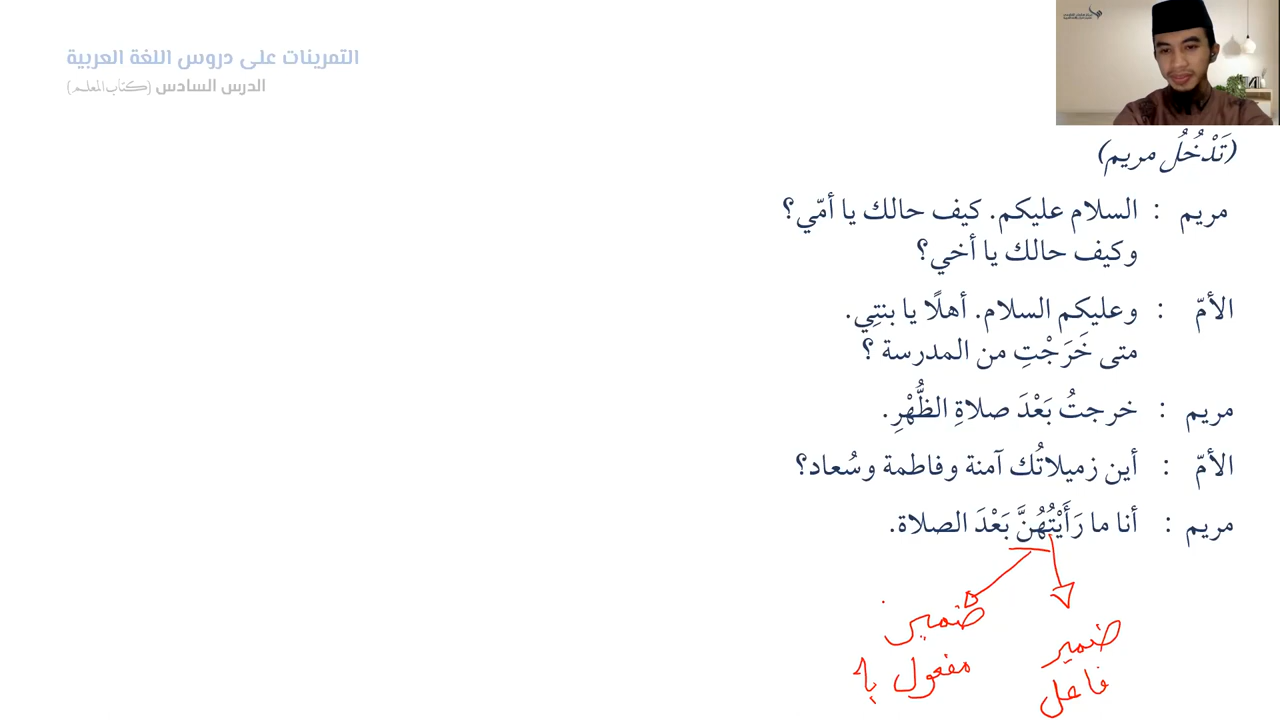 التمرينات على دروس اللغة العربية
الدرس السادس (كتاب المعلم)
(تَدْخُلُ مريم)
مريم : السلام عليكم. كيف حالك يا أمّي؟
وكيف حالك يا أخي؟
الأمّ : وعليكم السلام. أهلًا يا بنتِي.
متى خَرَجْتِ من المدرسة ؟
مريم : خرجتُ بَعْدَ صلاةِ الظُّهْرِ.
الأمّ : أين زميلاتُك آمنة وفاطمة وسُعاد؟
مريم : أنا ما رَأَيْتُهُنَّ بَعْدَ الصلاة.
ضمير
فاعل
ضمير
مفعول به